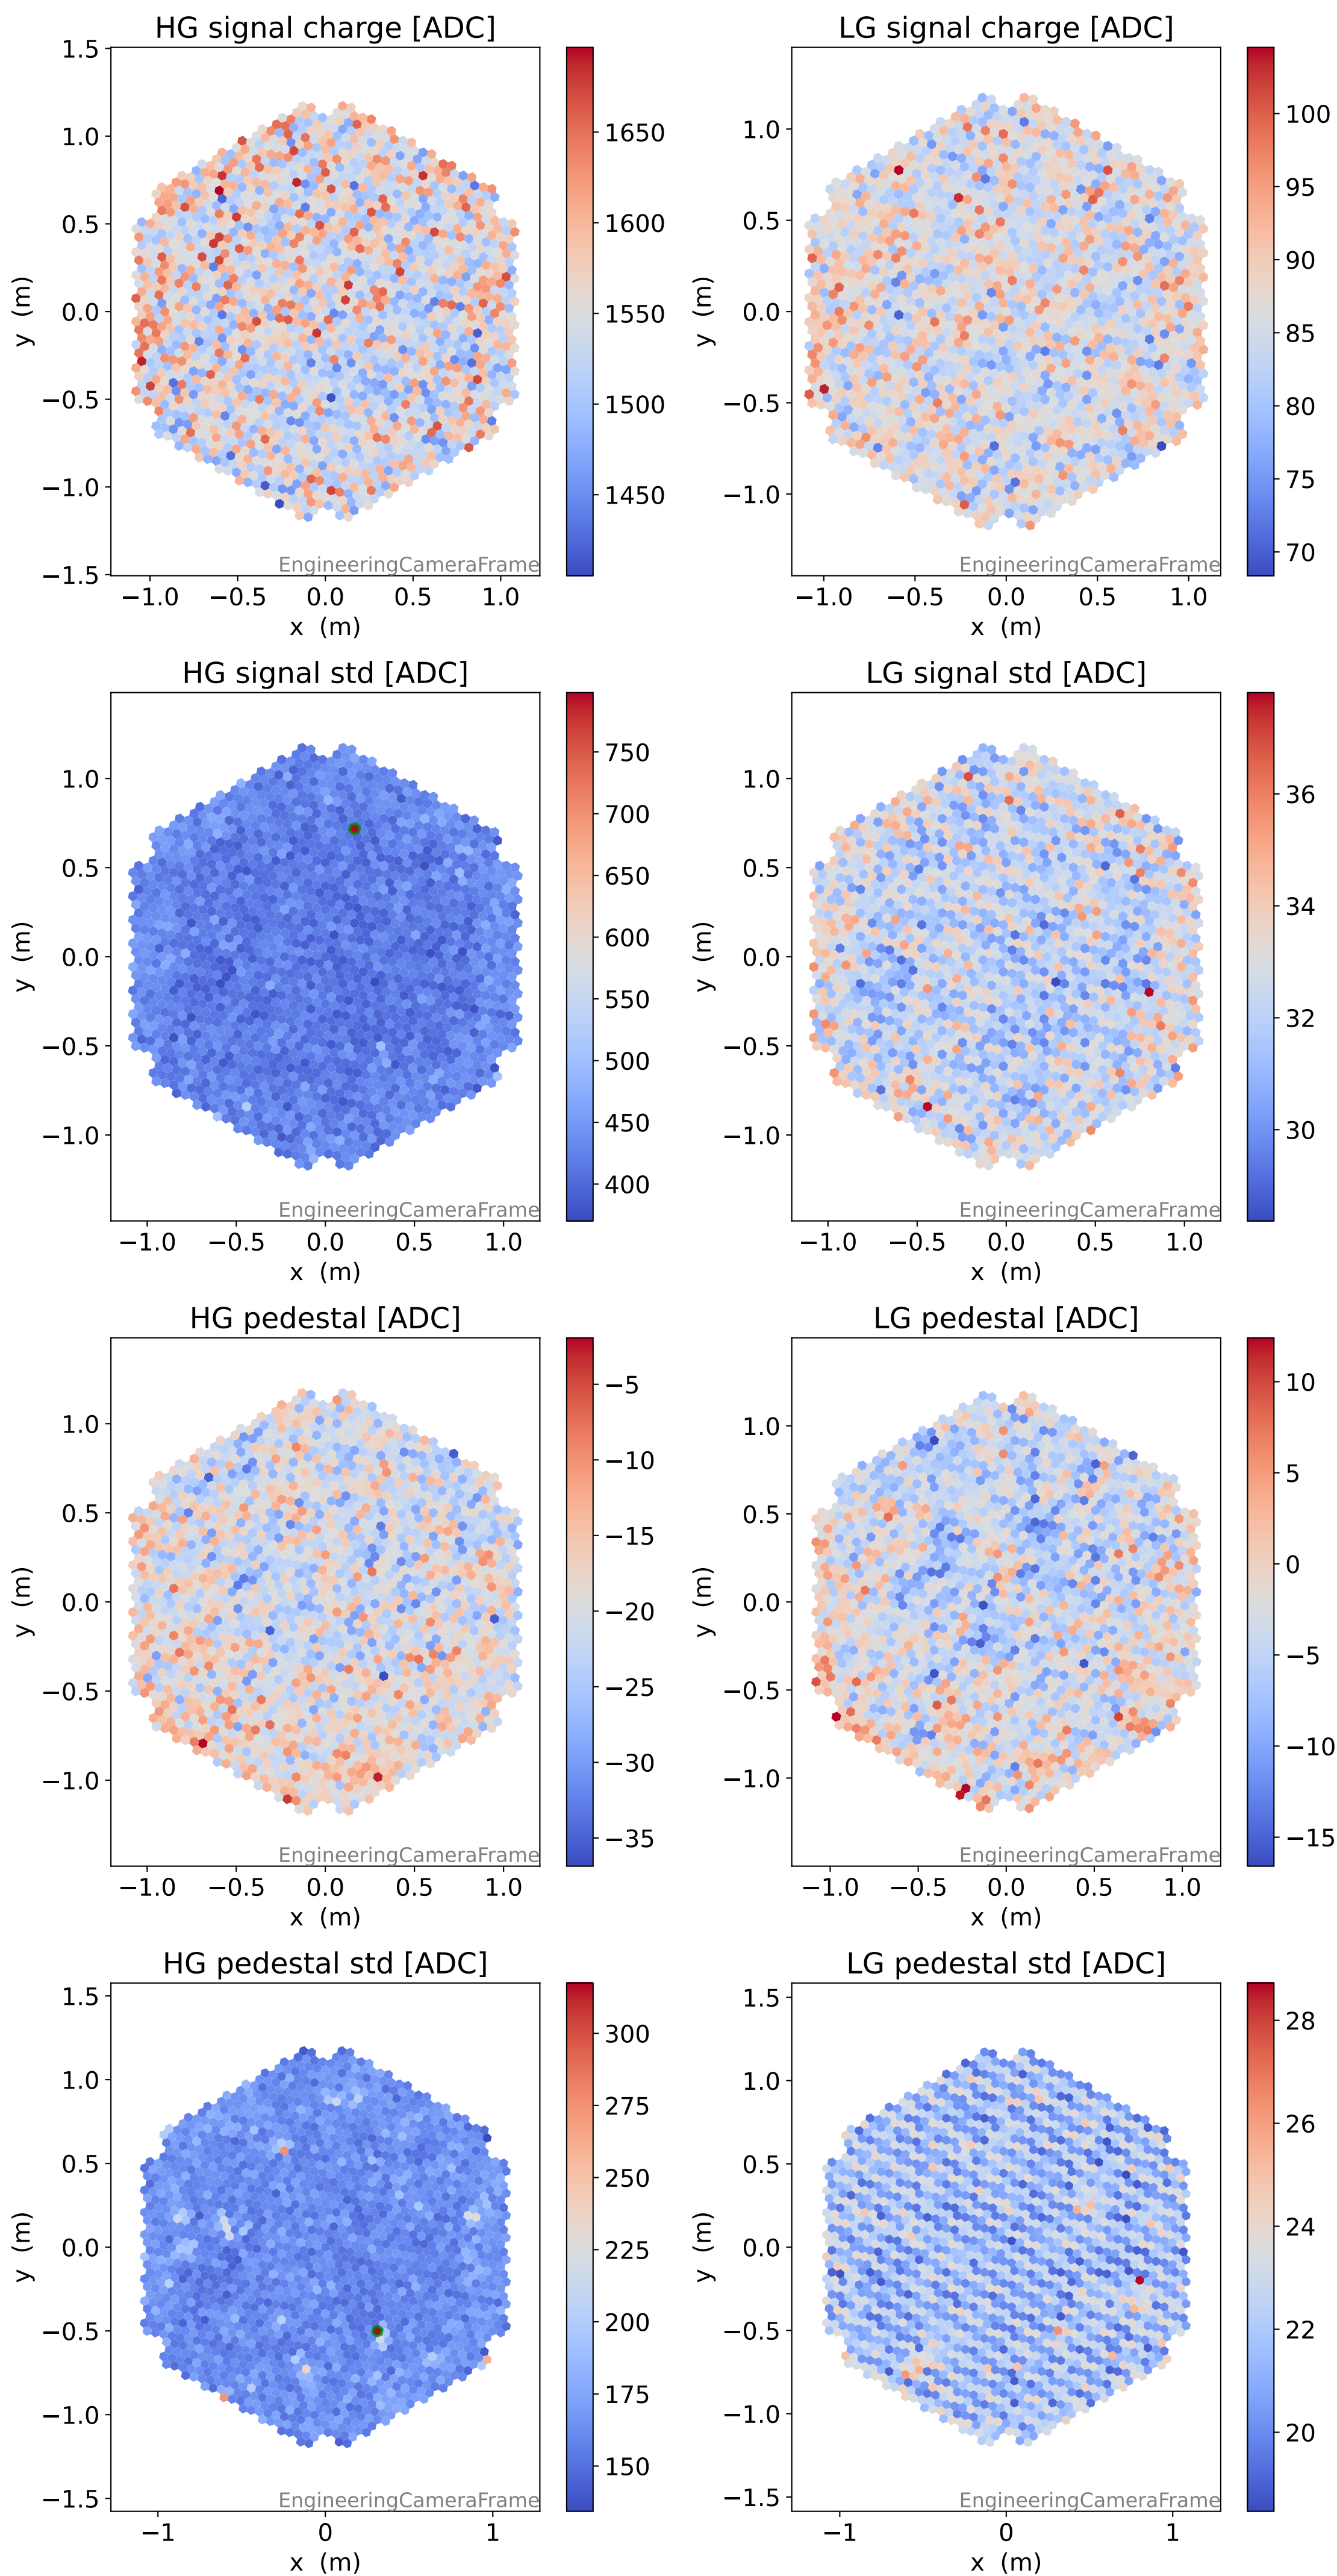 HG signal charge [ADC]
1.5
1.0
0.5
0.0
−0.5
−1.0
−1.5
y (m)
EngineeringCameraFrame
−1.0 −0.5 0.0 0.5 1.0
x (m)
1650
1600
1550
1500
1450
LG signal charge [ADC]
1.0
0.5
0.0
−0.5
−1.0
y (m)
EngineeringCameraFrame
−1.0 −0.5 0.0 0.5 1.0
x (m)
100
95
90
85
80
75
70
HG signal std [ADC]
1.0
0.5
0.0
−0.5
−1.0
y (m)
EngineeringCameraFrame
−1.0 −0.5 0.0 0.5 1.0
x (m)
750
700
650
600
550
500
450
400
LG signal std [ADC]
1.0
0.5
0.0
−0.5
−1.0
y (m)
EngineeringCameraFrame
−1.0 −0.5 0.0 0.5 1.0
x (m)
36
34
32
30
HG pedestal [ADC]
1.0
0.5
0.0
−0.5
−1.0
y (m)
EngineeringCameraFrame
−1.0 −0.5 0.0 0.5 1.0
x (m)
−5
−10
−15
−20
−25
−30
−35
LG pedestal [ADC]
1.0
0.5
0.0
−0.5
−1.0
y (m)
EngineeringCameraFrame
−1.0 −0.5 0.0 0.5 1.0
x (m)
10
5
0
−5
−10
−15
HG pedestal std [ADC]
1.5
1.0
0.5
0.0
−0.5
−1.0
−1.5
y (m)
EngineeringCameraFrame
−1 0 1
x (m)
300
275
250
225
200
175
150
LG pedestal std [ADC]
1.5
1.0
0.5
0.0
−0.5
−1.0
−1.5
y (m)
EngineeringCameraFrame
−1 0 1
x (m)
28
26
24
22
20